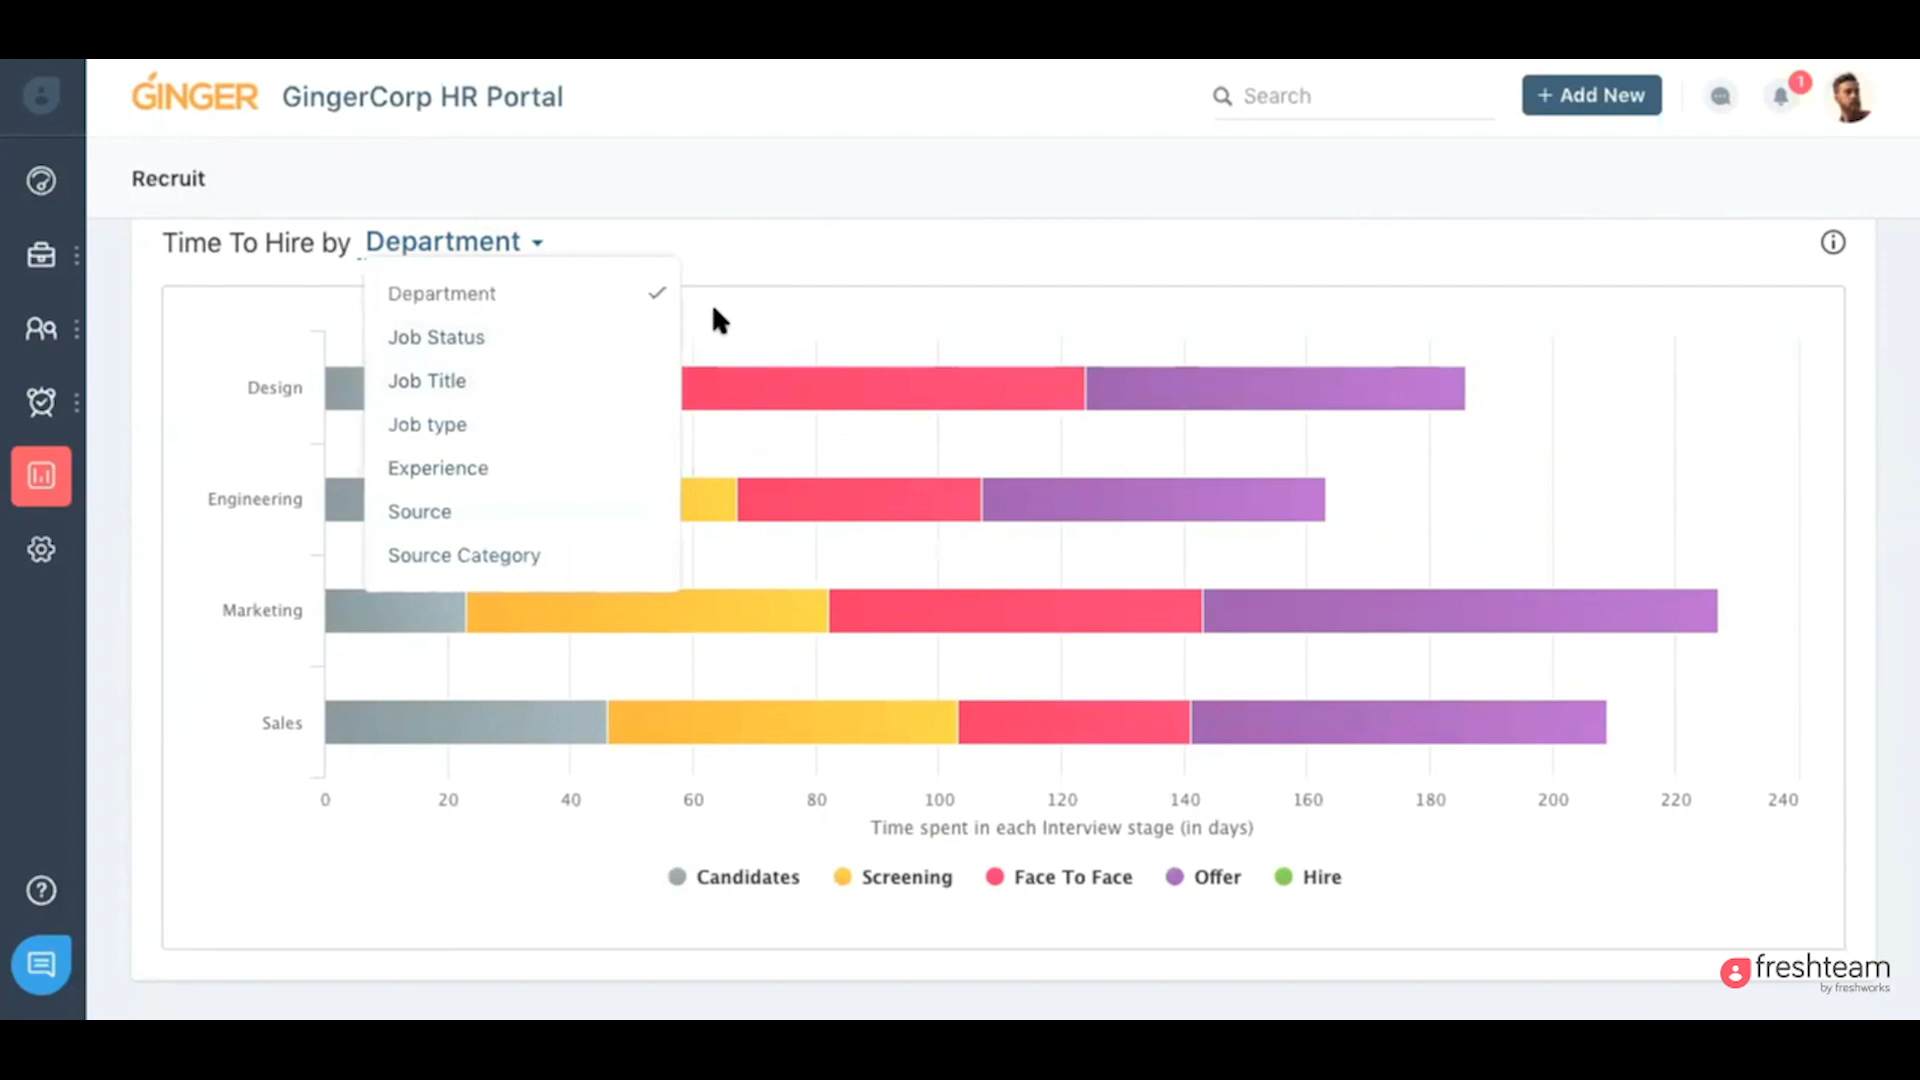 GINGER GingerCorp HR Portal
Search
+ Add New
1
Recruit
Time To Hire by Department
Department
Job Status
Job Title
Job type
Experience
Source
Source Category
Design
Engineering
Marketing
Sales
0 20 40 60 80 100 120 140 160 180 200 220 240
Time spent in each Interview stage (in days)
Candidates Screening Face To Face Offer Hire
freshteam
by freshworks